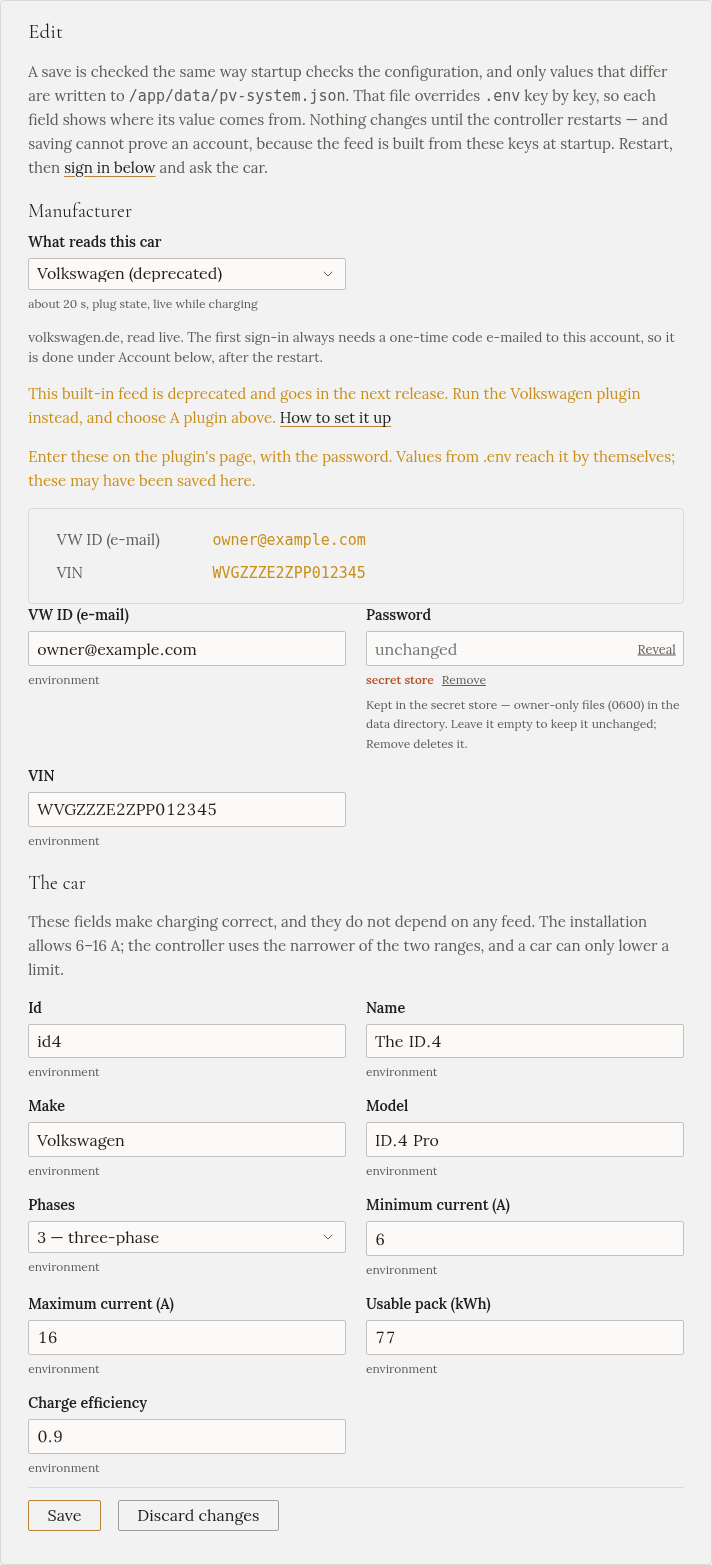 Edit
A save is checked the same way startup checks the configuration, and only values that differ
are written to /app/data/pv-system.json. That file overrides .env key by key, so each
field shows where its value comes from. Nothing changes until the controller restarts — and
saving cannot prove an account, because the feed is built from these keys at startup. Restart,
then sign in below and ask the car.
Manufacturer
What reads this car
Volkswagen (deprecated)
about 20 s, plug state, live while charging
volkswagen.de, read live. The first sign-in always needs a one-time code e-mailed to this account, so it
is done under Account below, after the restart.
This built-in feed is deprecated and goes in the next release. Run the Volkswagen plugin
instead, and choose A plugin above. How to set it up
Enter these on the plugin's page, with the password. Values from .env reach it by themselves;
these may have been saved here.
VW ID (e-mail) owner@example.com
VIN WVGZZZE2ZPP012345
VW ID (e-mail) Password
owner@example.com unchanged Reveal
environment secret store Remove
Kept in the secret store — owner-only files (0600) in the
data directory. Leave it empty to keep it unchanged;
Remove deletes it.
VIN
WVGZZZE2ZPP012345
environment
The car
These fields make charging correct, and they do not depend on any feed. The installation
allows 6–16 A; the controller uses the narrower of the two ranges, and a car can only lower a
limit.
Id Name
id4 The ID.4
environment environment
Make Model
Volkswagen ID.4 Pro
environment environment
Phases Minimum current (A)
3 — three-phase 6
environment environment
Maximum current (A) Usable pack (kWh)
16 77
environment environment
Charge efficiency
0.9
environment
Save Discard changes